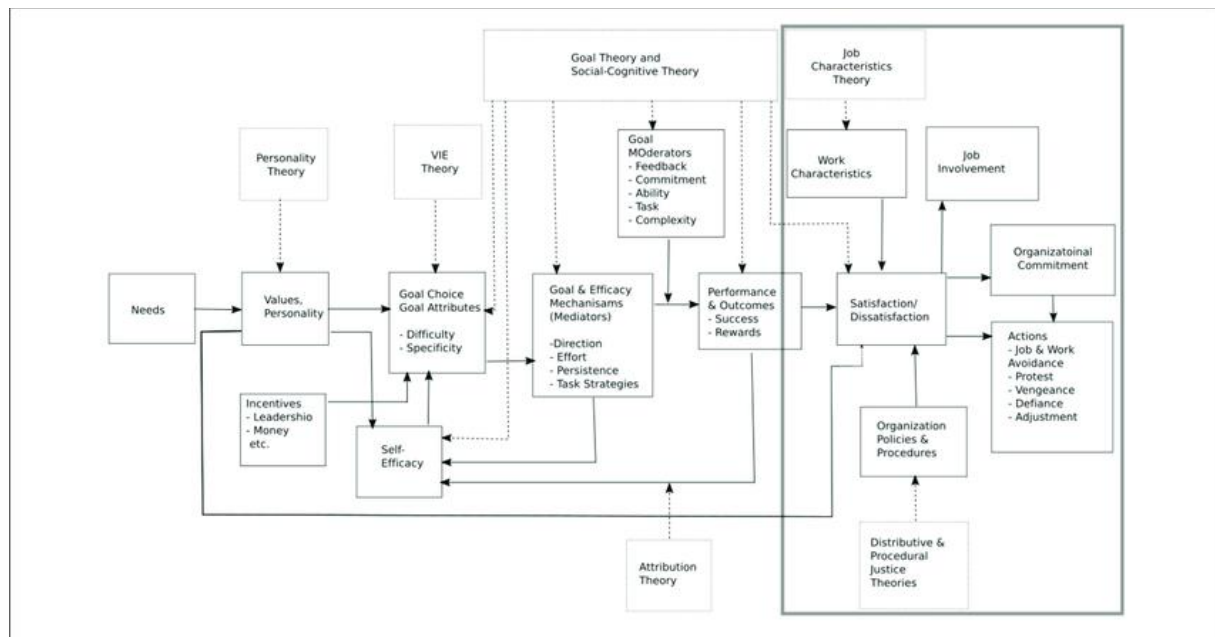 Goal Theory and
Social-Cognitive Theory
Job
Characteristics
Theory
Personality
Theory
VIE
Theory
Goal
MOderators
- Feedback
- Commitment
- Ability
- Task
- Complexity
Work
Characteristics
Job
Involvement
Organizatoinal
Commitment
Needs
Values,
Personality
Goal Choice
Goal Attributes
- Difficulty
- Specificity
Goal & Efficacy
Mechanisams
(Mediators)
-Direction
- Effort
- Persistence
- Task Strategies
Performance
& Outcomes
- Success
- Rewards
Satisfaction/
Dissatisfaction
Actions
- Job & Work
Avoidance
- Protest
- Vengeance
- Defiance
- Adjustment
Incentives
- Leadershio
- Money
etc.
Self-
Efficacy
Organization
Policies &
Procedures
Attribution
Theory
Distributive &
Procedural
Justice
Theories